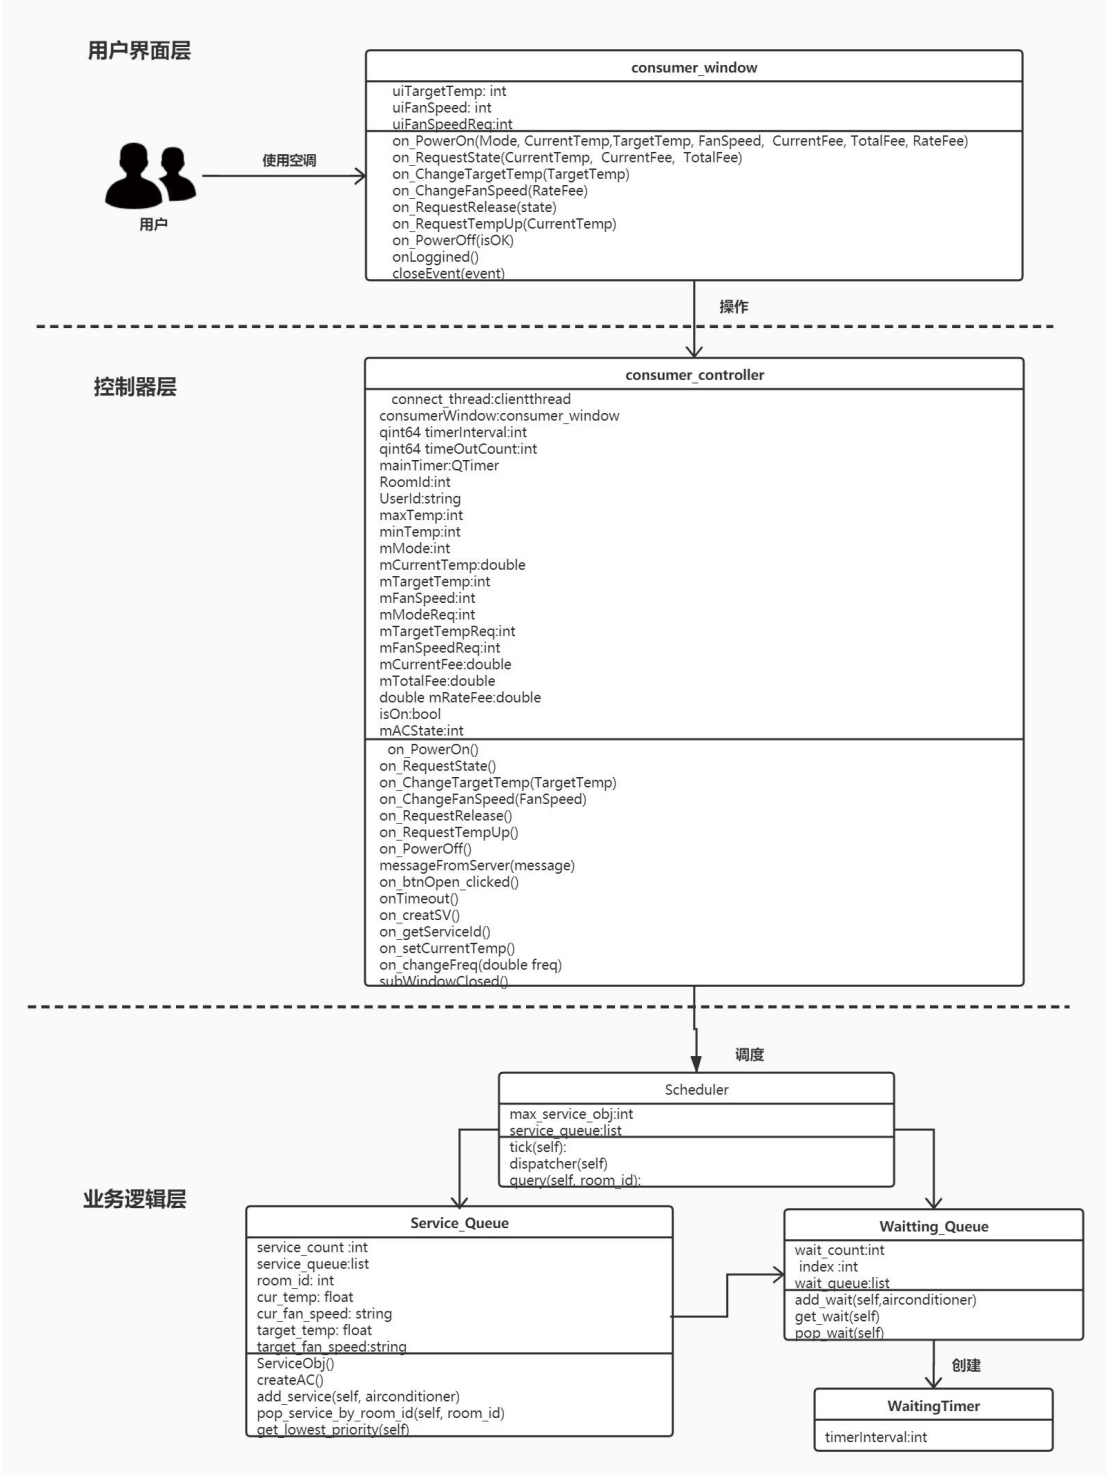 用户界面层
consumer_window
uiTargetTemp: int
uiFanSpeed: int
uiFanSpeedReq:int
on_PowerOn(Mode, CurrentTemp,TargetTemp, FanSpeed, CurrentFee, TotalFee, RateFee)
on_RequestState(CurrentTemp, CurrentFee, TotalFee)
on_ChangeTargetTemp(TargetTemp)
on_ChangeFanSpeed(RateFee)
on_RequestRelease(state)
on_RequestTempUp(CurrentTemp)
on_PowerOff(isOK)
onLoggined()
closeEvent(event)
使用空调
用户
操作
控制器层
consumer_controller
connect_thread:clientthread
consumerWindow:consumer_window
qint64 timerInterval:int
qint64 timeOutCount:int
mainTimer:QTimer
RoomId:int
UserId:string
maxTemp:int
minTemp:int
mMode:int
mCurrentTemp:double
mTargetTemp:int
mFanSpeed:int
mModeReq:int
mTargetTempReq:int
mFanSpeedReq:int
mCurrentFee:double
mTotalFee:double
double mRateFee:double
isOn:bool
mACState:int
on_PowerOn()
on_RequestState()
on_ChangeTargetTemp(TargetTemp)
on_ChangeFanSpeed(FanSpeed)
on_RequestRelease()
on_RequestTempUp()
on_PowerOff()
messageFromServer(message)
on_btnOpen_clicked()
onTimeout()
on_creatSV()
on_getServiceId()
on_setCurrentTemp()
on_changeFreq(double freq)
subWindowClosed()
调度
Scheduler
max_service_obj:int
service_queue:list
tick(self):
dispatcher(self)
query(self, room_id):
业务逻辑层
Service_Queue
service_count :int
service_queue:list
room_id: int
cur_temp: float
cur_fan_speed: string
target_temp: float
target_fan_speed:string
ServiceObj()
createAC()
add_service(self, airconditioner)
pop_service_by_room_id(self, room_id)
get_lowest_priority(self)
Waitting_Queue
wait_count:int
index :int
wait_queue:list
add_wait(self,airconditioner)
get_wait(self)
pop_wait(self)
创建
WaitingTimer
timerInterval:int